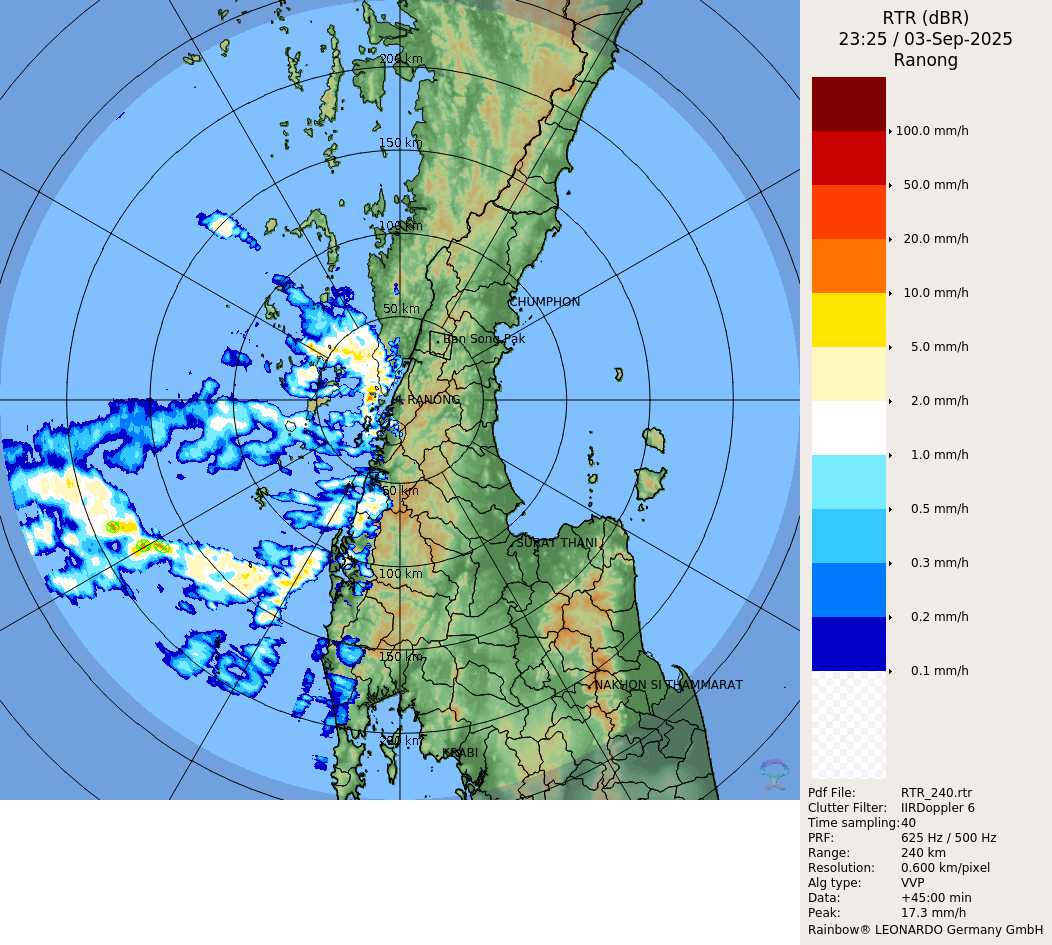 RTR (dBR)
23:25 / 03-Sep-2025
Ranong
200 km
150 km
100 km
50 km
CHUMPHON
Ban Song Pak
RANONG
50 km
SURAT THANI
100 km
150 km
NAKHON SI THAMMARAT
200 km
KRABI
100.0 mm/h
50.0 mm/h
20.0 mm/h
10.0 mm/h
5.0 mm/h
2.0 mm/h
1.0 mm/h
0.5 mm/h
0.3 mm/h
0.2 mm/h
0.1 mm/h
Pdf File: RTR_240.rtr
Clutter Filter: IIRDoppler 6
Time sampling:40
PRF: 625 Hz / 500 Hz
Range: 240 km
Resolution: 0.600 km/pixel
Alg type: VVP
Data: +45:00 min
Peak: 17.3 mm/h
Rainbow® LEONARDO Germany GmbH